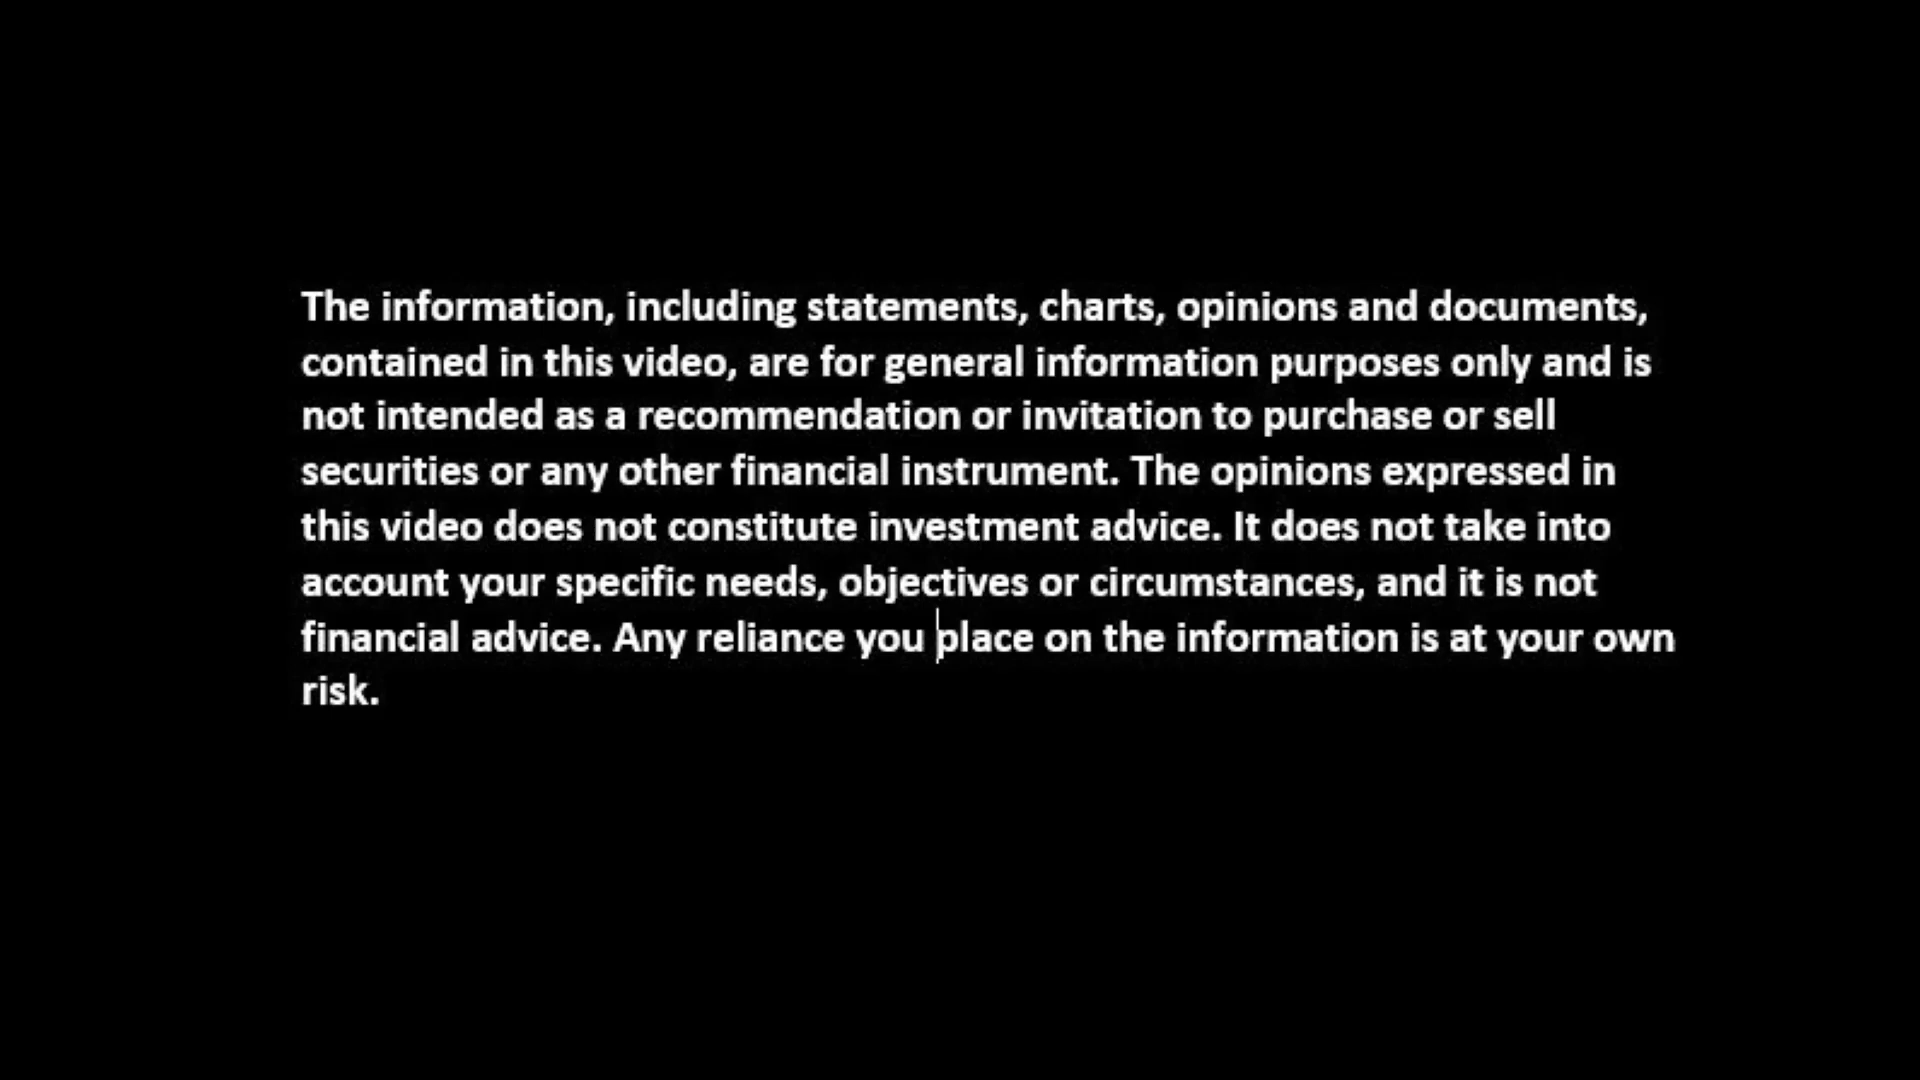 The information, including statements, charts, opinions and documents,
contained in this video, are for general information purposes only and is
not intended as a recommendation or invitation to purchase or sell
securities or any other financial instrument. The opinions expressed in
this video does not constitute investment advice. It does not take into
account your specific needs, objectives or circumstances, and it is not
financial advice. Any reliance you place on the information is at your own
risk.